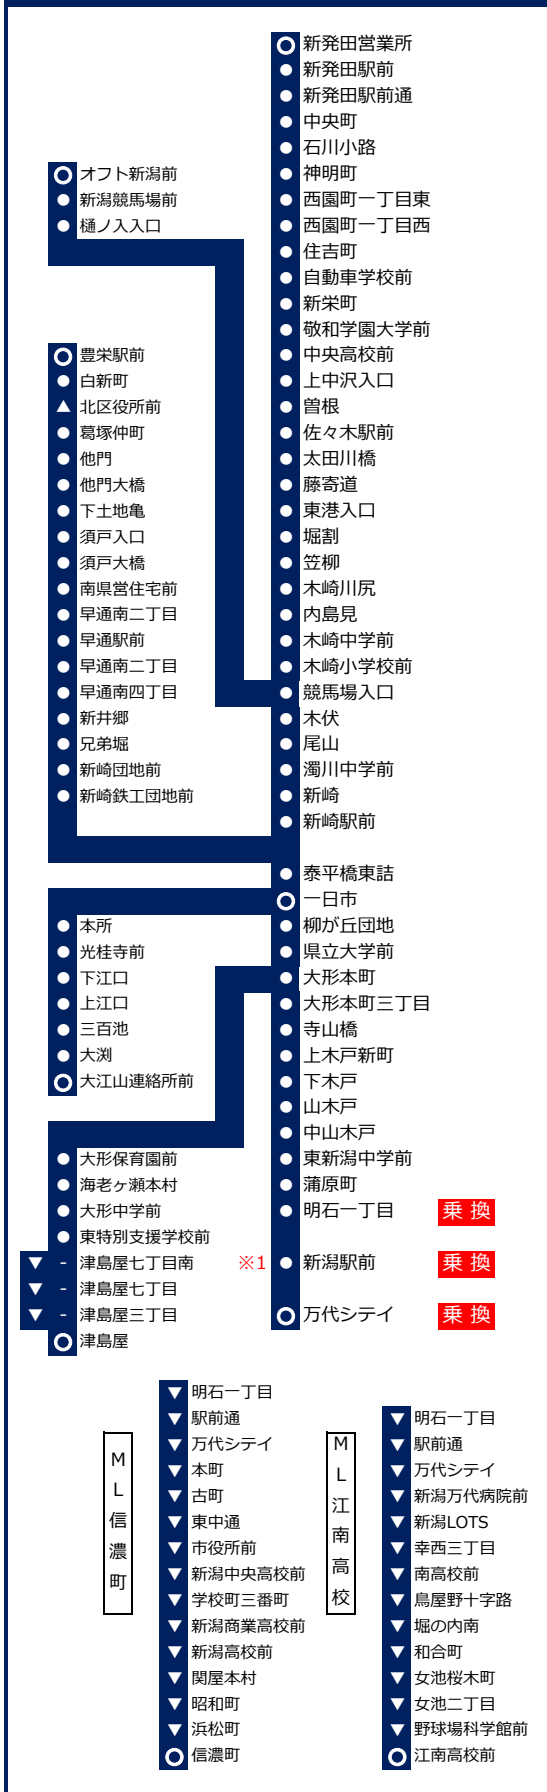 新発田営業所
新発田駅前
新発田駅前通
中央町
石川小路
神明町
西園町一丁目東
西園町一丁目西
住吉町
自動車学校前
新栄町
敬和学園大学前
中央高校前
上中沢入口
曽根
佐々木駅前
太田川橋
藤寄道
東港入口
堀割
笠柳
木崎川尻
内島見
木崎中学前
木崎小学校前
競馬場入口
木伏
尾山
濁川中学前
新崎
新崎駅前
オフト新潟前
新潟競馬場前
樋ノ入入口
豊栄駅前
白新町
▲ 北区役所前
葛塚仲町
他門
他門大橋
下土地亀
須戸入口
須戸大橋
南県営住宅前
早通南二丁目
早通駅前
早通南二丁目
早通南四丁目
新井郷
兄弟堀
新崎団地前
新崎鉄工団地前
泰平橋東詰
一日市
柳が丘団地
県立大学前
大形本町
大形本町三丁目
寺山橋
上木戸新町
下木戸
山木戸
中山木戸
東新潟中学前
蒲原町
明石一丁目 乗換
※1 新潟駅前 乗換
万代シテイ 乗換
本所
光桂寺前
下江口
上江口
三百池
大渕
大江山連絡所前
大形保育園前
海老ヶ瀬本村
大形中学前
東特別支援学校前
▼ - 津島屋七丁目南
▼ - 津島屋七丁目
▼ - 津島屋三丁目
津島屋
ML信濃町
▼ 明石一丁目
▼ 駅前通
▼ 万代シテイ
▼ 本町
▼ 古町
▼ 東中通
▼ 市役所前
▼ 新潟中央高校前
▼ 学校町三番町
▼ 新潟商業高校前
▼ 新潟高校前
▼ 関屋本村
▼ 昭和町
▼ 浜松町
信濃町
ML江南高校
▼ 明石一丁目
▼ 駅前通
▼ 万代シテイ
▼ 新潟万代病院前
▼ 新潟LOTS
▼ 幸西三丁目
▼ 南高校前
▼ 鳥屋野十字路
▼ 堀の内南
▼ 和合町
▼ 女池桜木町
▼ 女池二丁目
▼ 野球場科学館前
江南高校前